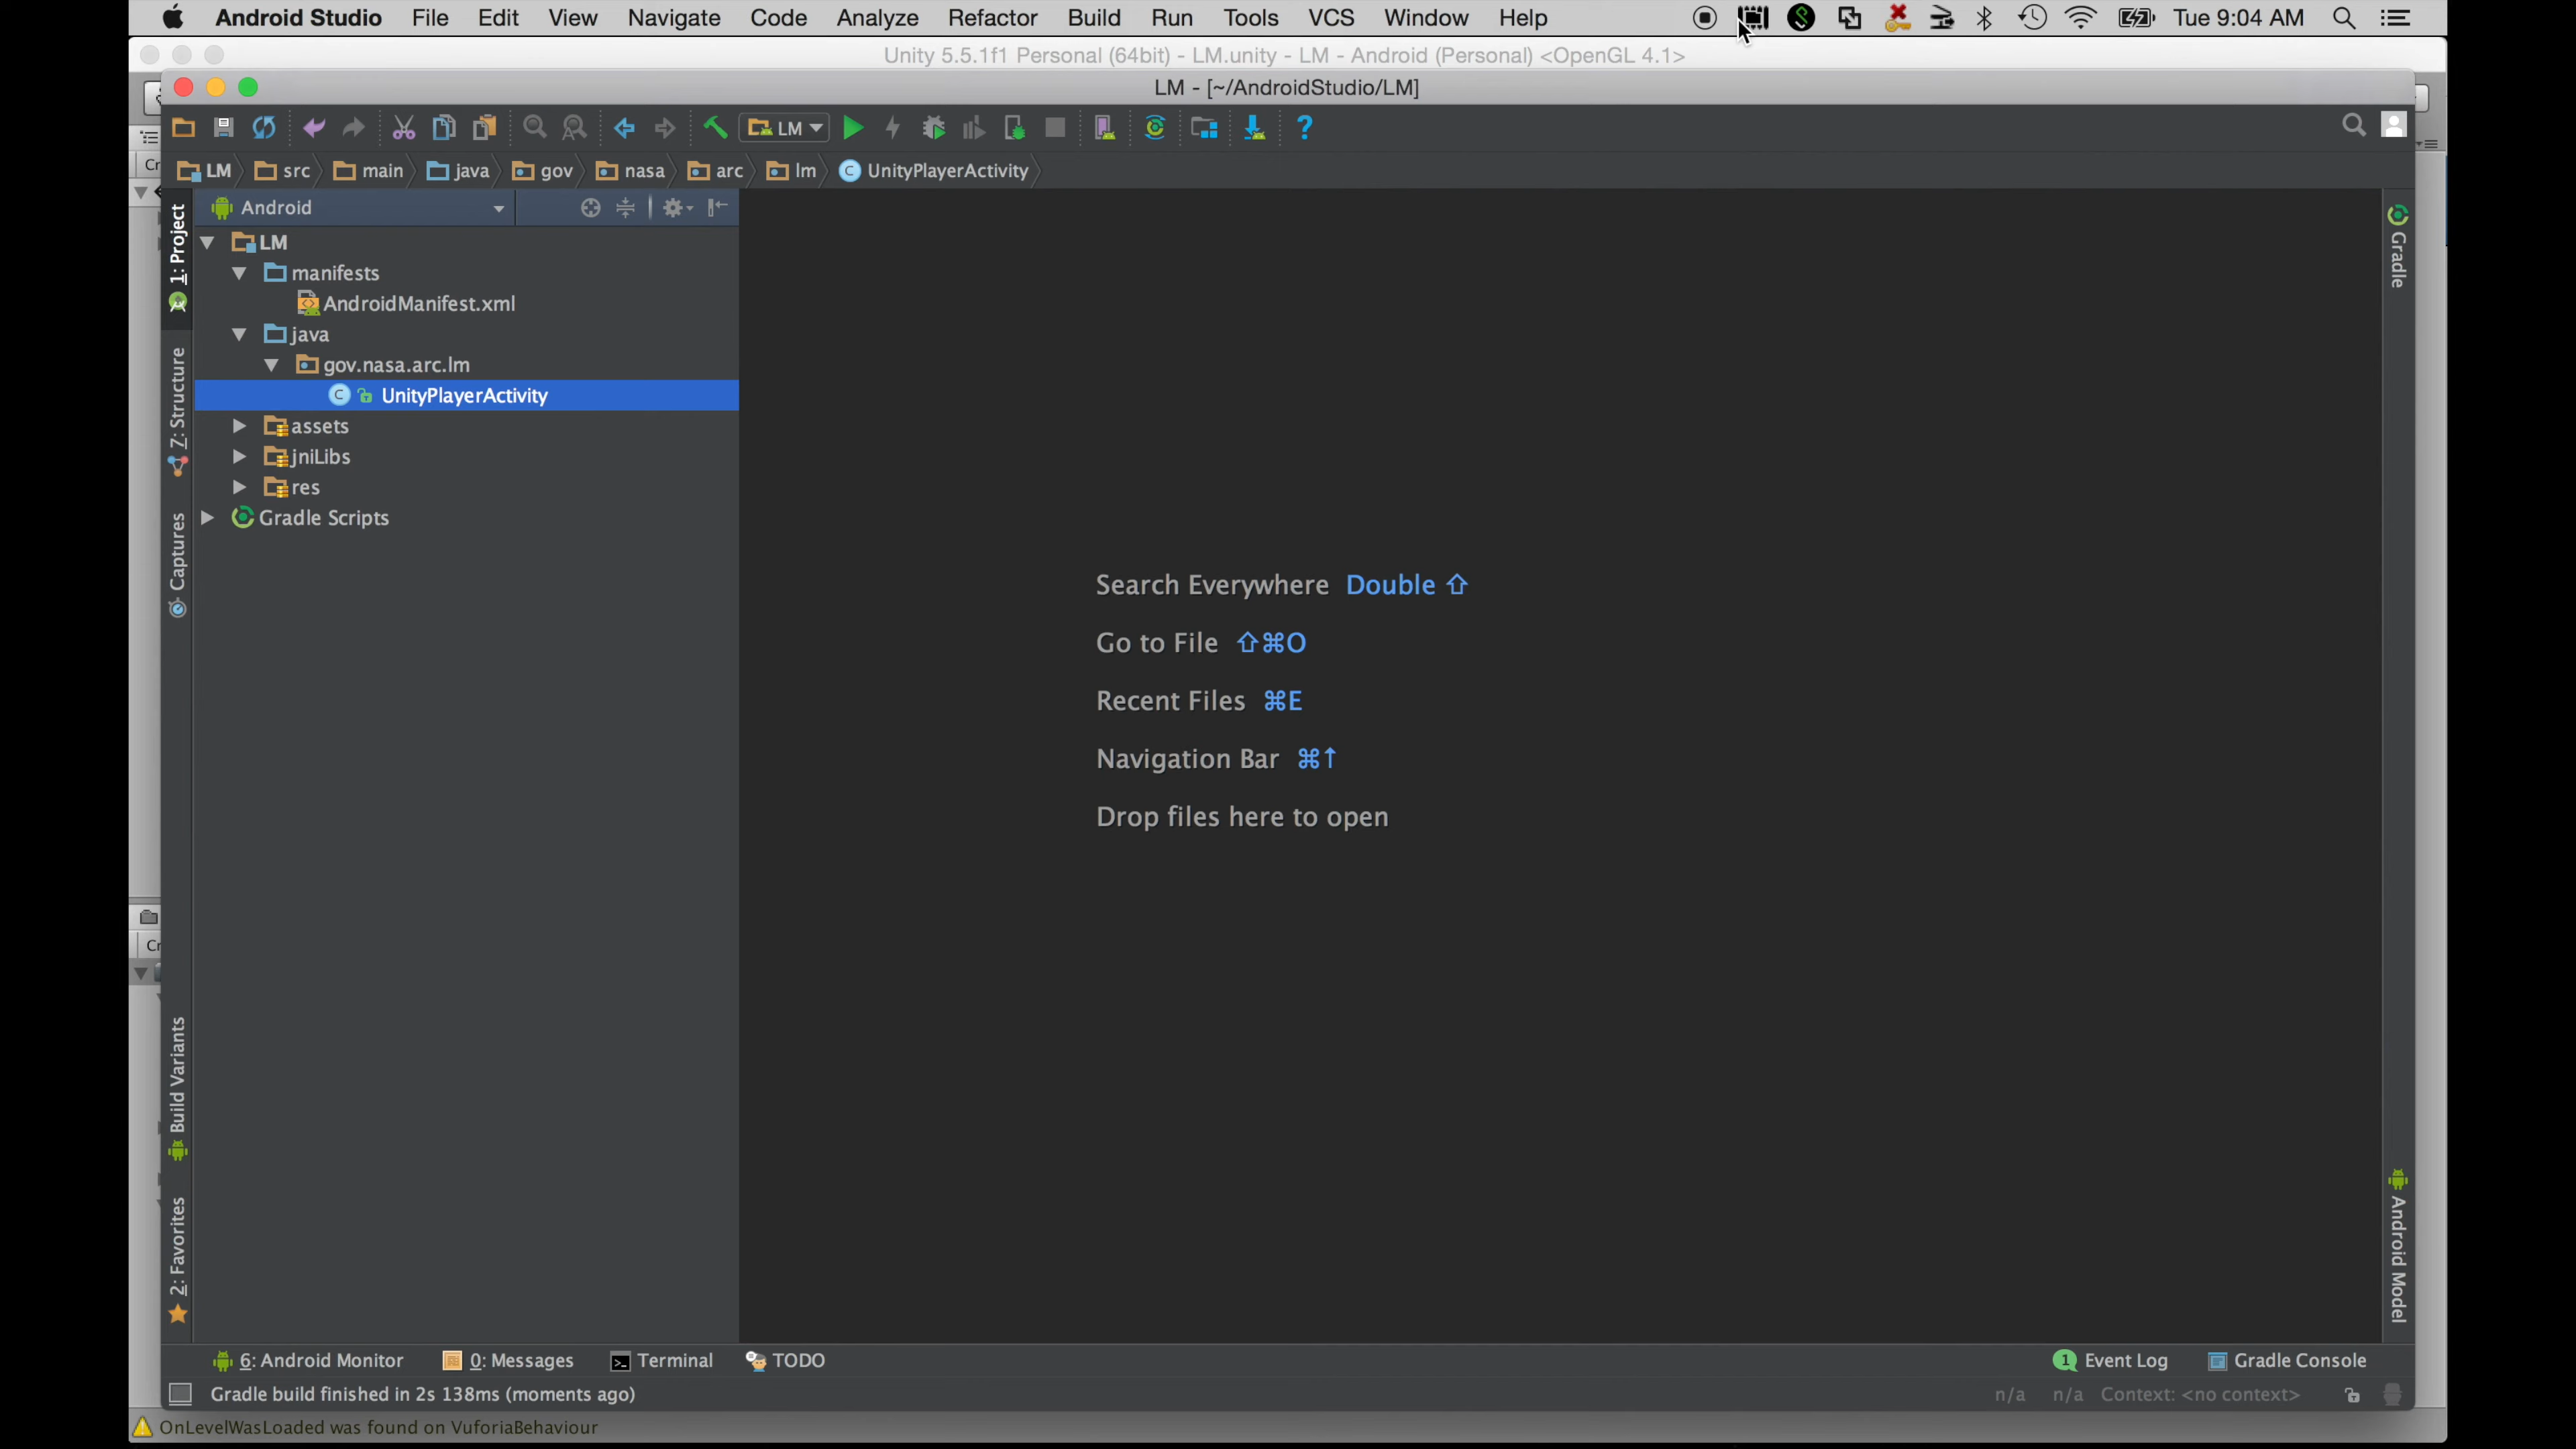 Android Studio File Edit View Navigate Code Analyze Refactor Build Run Tools VCS Window Help Tue 9:04 AM
Unity 5.5.1f1 Personal (64bit) - LM.unity - LM - Android (Personal) <OpenGL 4.1>
LM - [~/AndroidStudio/LM]
LM
LM src main java gov nasa arc lm UnityPlayerActivity
Cr
Android
1: Project
LM
manifests
AndroidManifest.xml
java
gov.nasa.arc.lm
UnityPlayerActivity
assets
jniLibs
res
Gradle Scripts
7: Structure
Captures
Build Variants
2: Favorites
Cr
Search Everywhere Double ⇧
Go to File ⇧⌘O
Recent Files ⌘E
Navigation Bar ⌘↑
Drop files here to open
Gradle
Android Model
6: Android Monitor 0: Messages Terminal TODO 1 Event Log Gradle Console
Gradle build finished in 2s 138ms (moments ago) n/a n/a Context: <no context>
OnLevelWasLoaded was found on VuforiaBehaviour